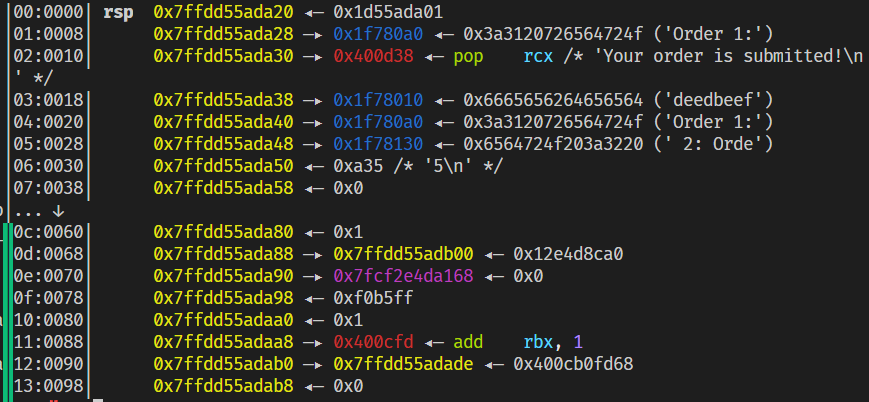 00:0000│ rsp 0x7ffdd55ada20 ◂— 0x1d55ada01
01:0008│ 0x7ffdd55ada28 —▸ 0x1f780a0 ◂— 0x3a3120726564724f ('Order 1:')
02:0010│ 0x7ffdd55ada30 —▸ 0x400d38 ◂— pop rcx /* 'Your order is submitted!\n
' */
03:0018│ 0x7ffdd55ada38 —▸ 0x1f78010 ◂— 0x6665656264656564 ('deedbeef')
04:0020│ 0x7ffdd55ada40 —▸ 0x1f780a0 ◂— 0x3a3120726564724f ('Order 1:')
05:0028│ 0x7ffdd55ada48 —▸ 0x1f78130 ◂— 0x6564724f203a3220 (' 2: Orde')
06:0030│ 0x7ffdd55ada50 ◂— 0xa35 /* '5\n' */
07:0038│ 0x7ffdd55ada58 ◂— 0x0
... ↓
0c:0060│ 0x7ffdd55ada80 ◂— 0x1
0d:0068│ 0x7ffdd55ada88 —▸ 0x7ffdd55adb00 ◂— 0x12e4d8ca0
0e:0070│ 0x7ffdd55ada90 —▸ 0x7fcf2e4da168 ◂— 0x0
0f:0078│ 0x7ffdd55ada98 ◂— 0xf0b5ff
10:0080│ 0x7ffdd55adaa0 ◂— 0x1
11:0088│ 0x7ffdd55adaa8 —▸ 0x400cfd ◂— add rbx, 1
12:0090│ 0x7ffdd55adab0 —▸ 0x7ffdd55adade ◂— 0x400cb0fd68
13:0098│ 0x7ffdd55adab8 ◂— 0x0